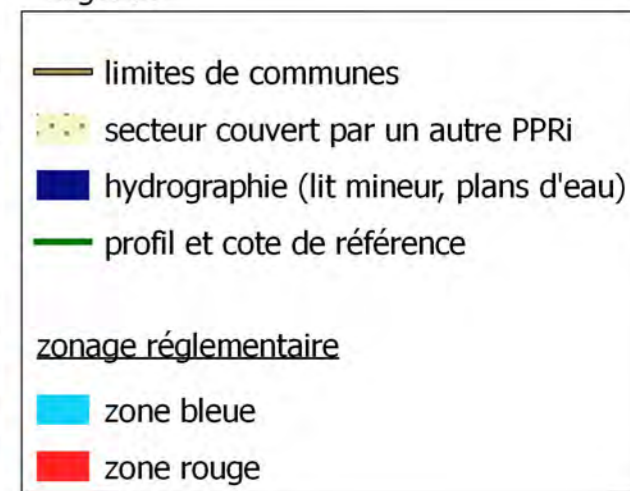 limites de communes
secteur couvert par un autre PPRi
hydrographie (lit mineur, plans d'eau)
profil et cote de référence
zonage réglementaire
zone bleue
zone rouge